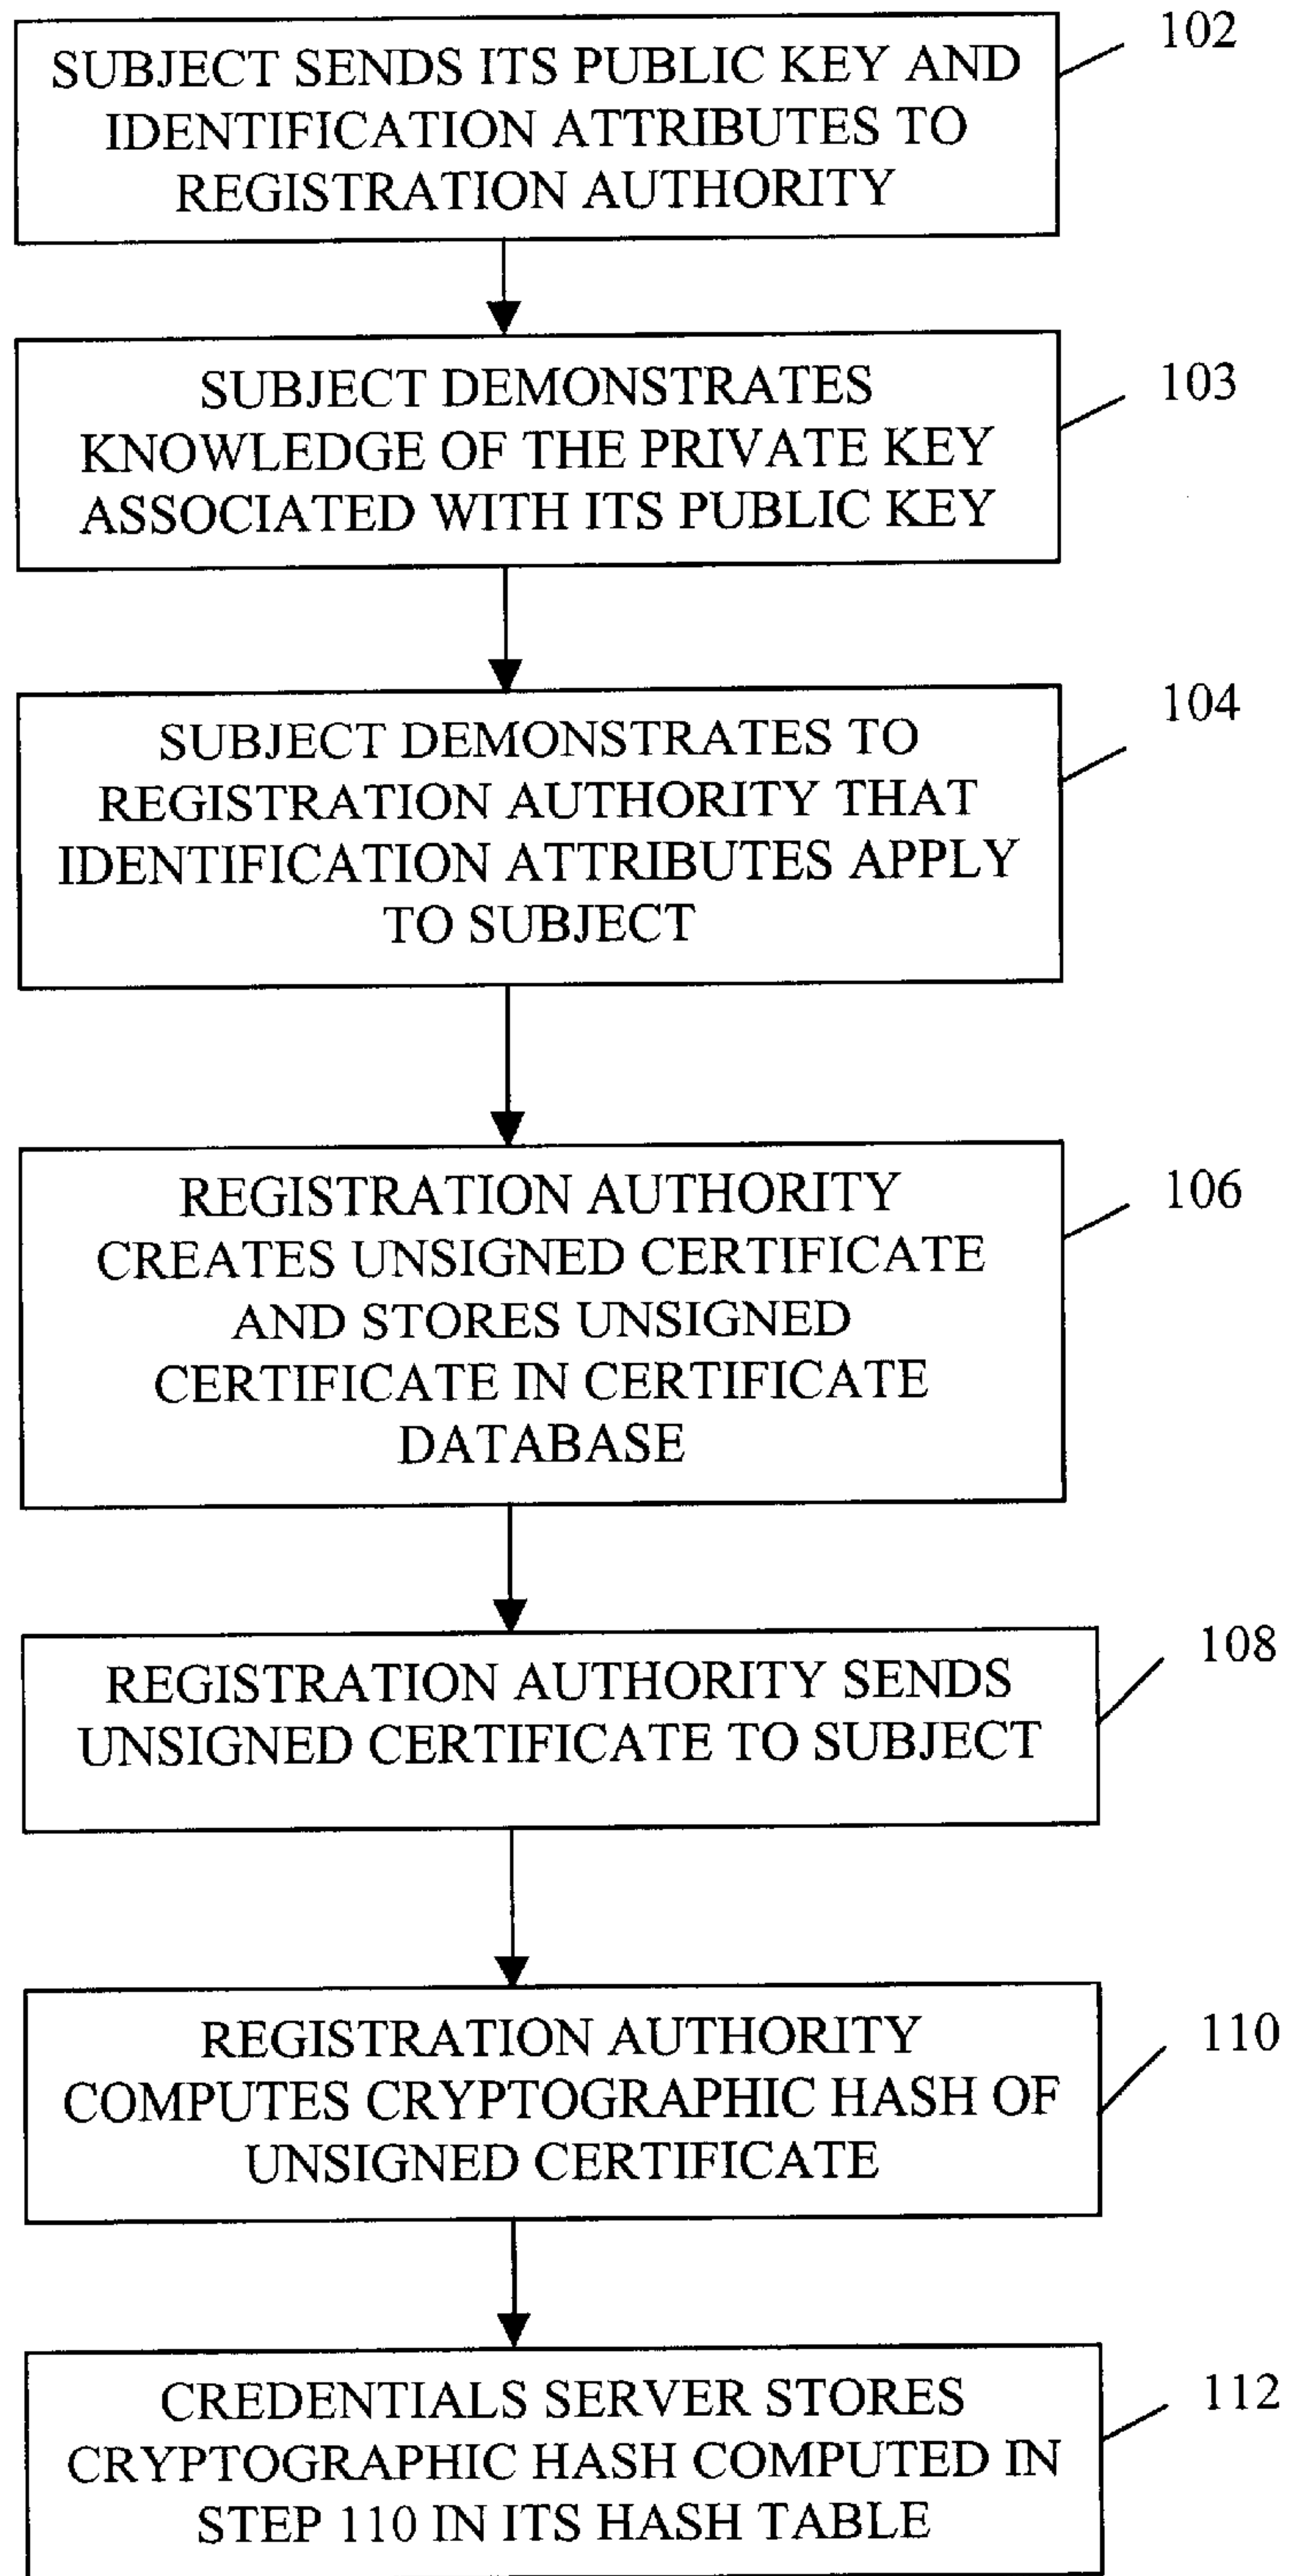 102
SUBJECT SENDS ITS PUBLIC KEY AND
IDENTIFICATION ATTRIBUTES TO
REGISTRATION AUTHORITY
103
SUBJECT DEMONSTRATES
KNOWLEDGE OF THE PRIVATE KEY
ASSOCIATED WITH ITS PUBLIC KEY
104
SUBJECT DEMONSTRATES TO
REGISTRATION AUTHORITY THAT
IDENTIFICATION ATTRIBUTES APPLY
TO SUBJECT
106
REGISTRATION AUTHORITY
CREATES UNSIGNED CERTIFICATE
AND STORES UNSIGNED
CERTIFICATE IN CERTIFICATE
DATABASE
108
REGISTRATION AUTHORITY SENDS
UNSIGNED CERTIFICATE TO SUBJECT
110
REGISTRATION AUTHORITY
COMPUTES CRYPTOGRAPHIC HASH OF
UNSIGNED CERTIFICATE
112
CREDENTIALS SERVER STORES
CRYPTOGRAPHIC HASH COMPUTED IN
STEP 110 IN ITS HASH TABLE